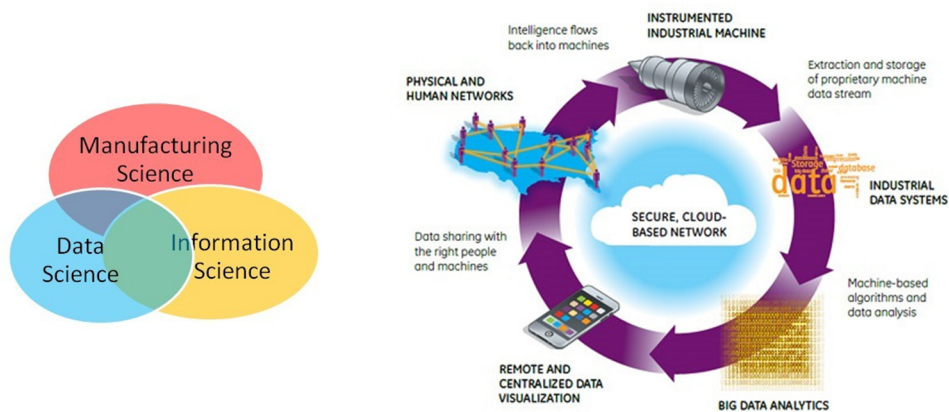 Manufacturing
Science
Data
Science
Information
Science
INSTRUMENTED
INDUSTRIAL MACHINE
Extraction and storage
of proprietary machine
data stream
Storage
database
data
INDUSTRIAL
DATA SYSTEMS
Machine-based
algorithms and
data analysis
BIG DATA ANALYTICS
REMOTE AND
CENTRALIZED DATA
VISUALIZATION
Data sharing with
the right people
and machines
PHYSICAL AND
HUMAN NETWORKS
Intelligence flows
back into machines
SECURE, CLOUD-
BASED NETWORK